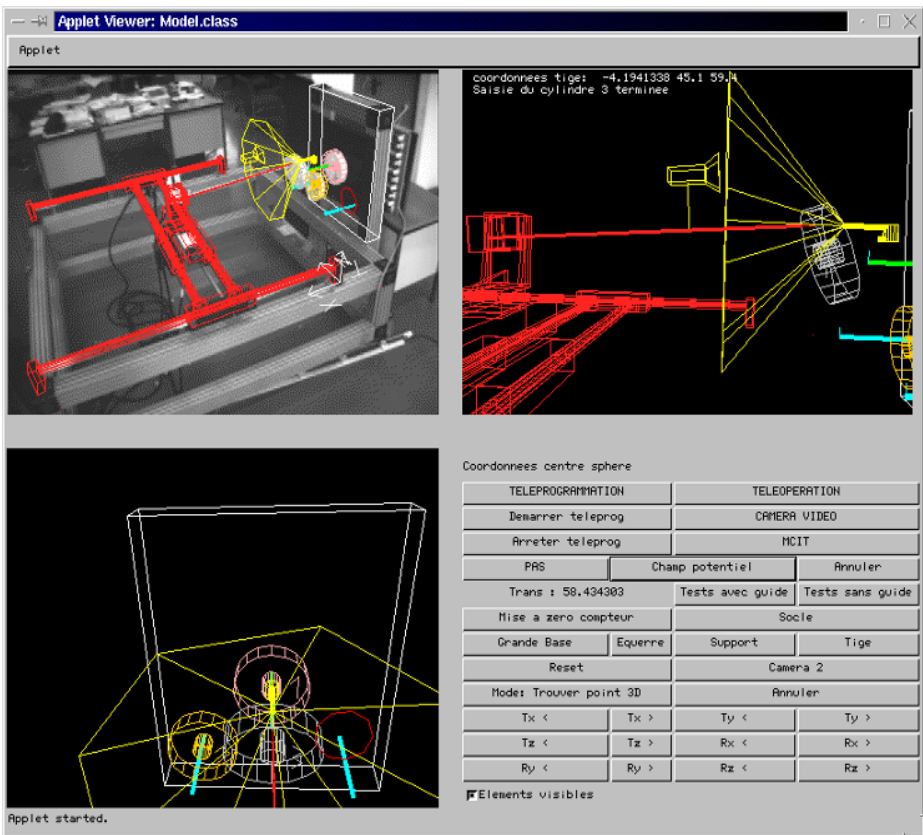 Applet Viewer: Model.class
Applet
coordonnees tige: -4.1941338 45.1 59.4
Saisie du cylindre 3 terminee
Coordonnees centre sphere
TELEPROGRAMMATION TELEOPERATION
Demarrer teleprog CAMERA VIDEO
Arreter teleprog MCIT
PAS Champ potentiel Annuler
Trans : 58.434303 Tests avec guide Tests sans guide
Mise a zero compteur Socle
Grande Base Equerre Support Tige
Reset Camera 2
Mode: Trouver point 3D Annuler
Tx < Tx > Ty < Ty >
Tz < Tz > Rx < Rx >
Ry < Ry > Rz < Rz >
Elements visibles
Applet started.